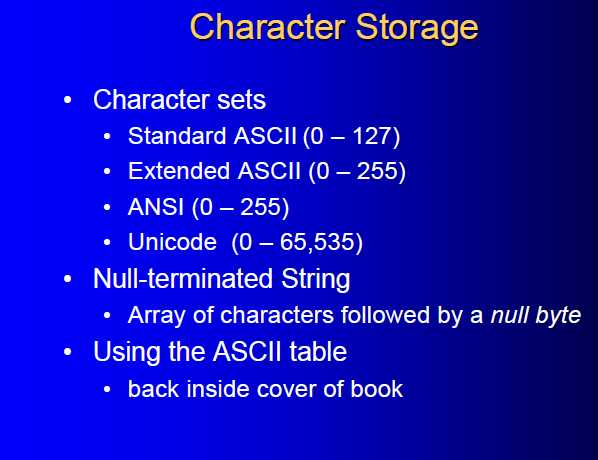 Character Storage
• Character sets
• Standard ASCII (0 – 127)
• Extended ASCII (0 – 255)
• ANSI (0 – 255)
• Unicode (0 – 65,535)
• Null-terminated String
• Array of characters followed by a null byte
• Using the ASCII table
• back inside cover of book